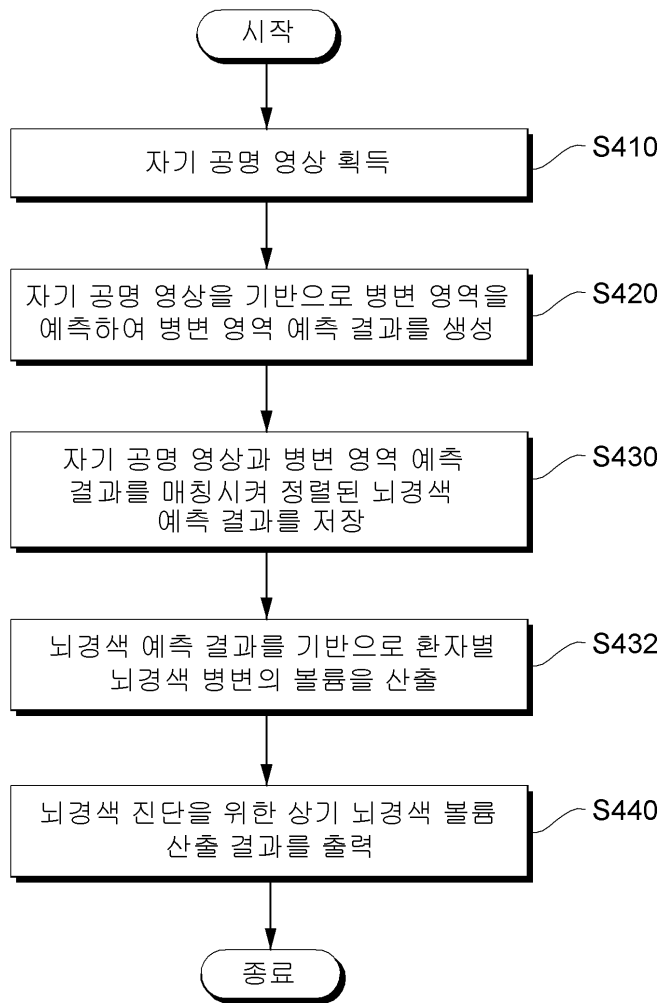 시작
자기 공명 영상 획득
S410
자기 공명 영상을 기반으로 병변 영역을
예측하여 병변 영역 예측 결과를 생성
S420
자기 공명 영상과 병변 영역 예측
결과를 매칭시켜 정렬된 뇌경색
예측 결과를 저장
S430
뇌경색 예측 결과를 기반으로 환자별
뇌경색 병변의 볼륨을 산출
S432
뇌경색 진단을 위한 상기 뇌경색 볼륨
산출 결과를 출력
S440
종료